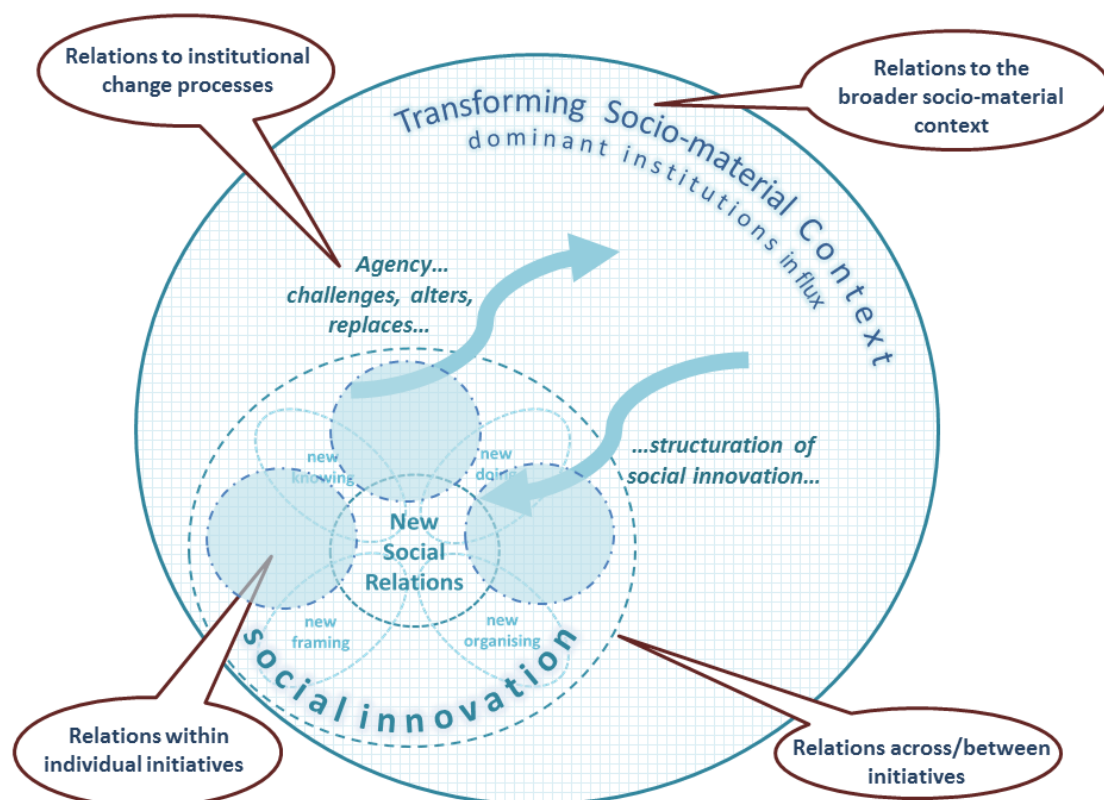 Relations to institutional
change processes
Relations to the
broader socio-material
context
Transforming Socio-material Context
dominant institutions in flux
Agency...
challenges, alters,
replaces...
...structuration of
social innovation...
new
knowing
new
doing
New
Social
Relations
new
framing
new
organising
social innovation
Relations within
individual initiatives
Relations across/between
initiatives